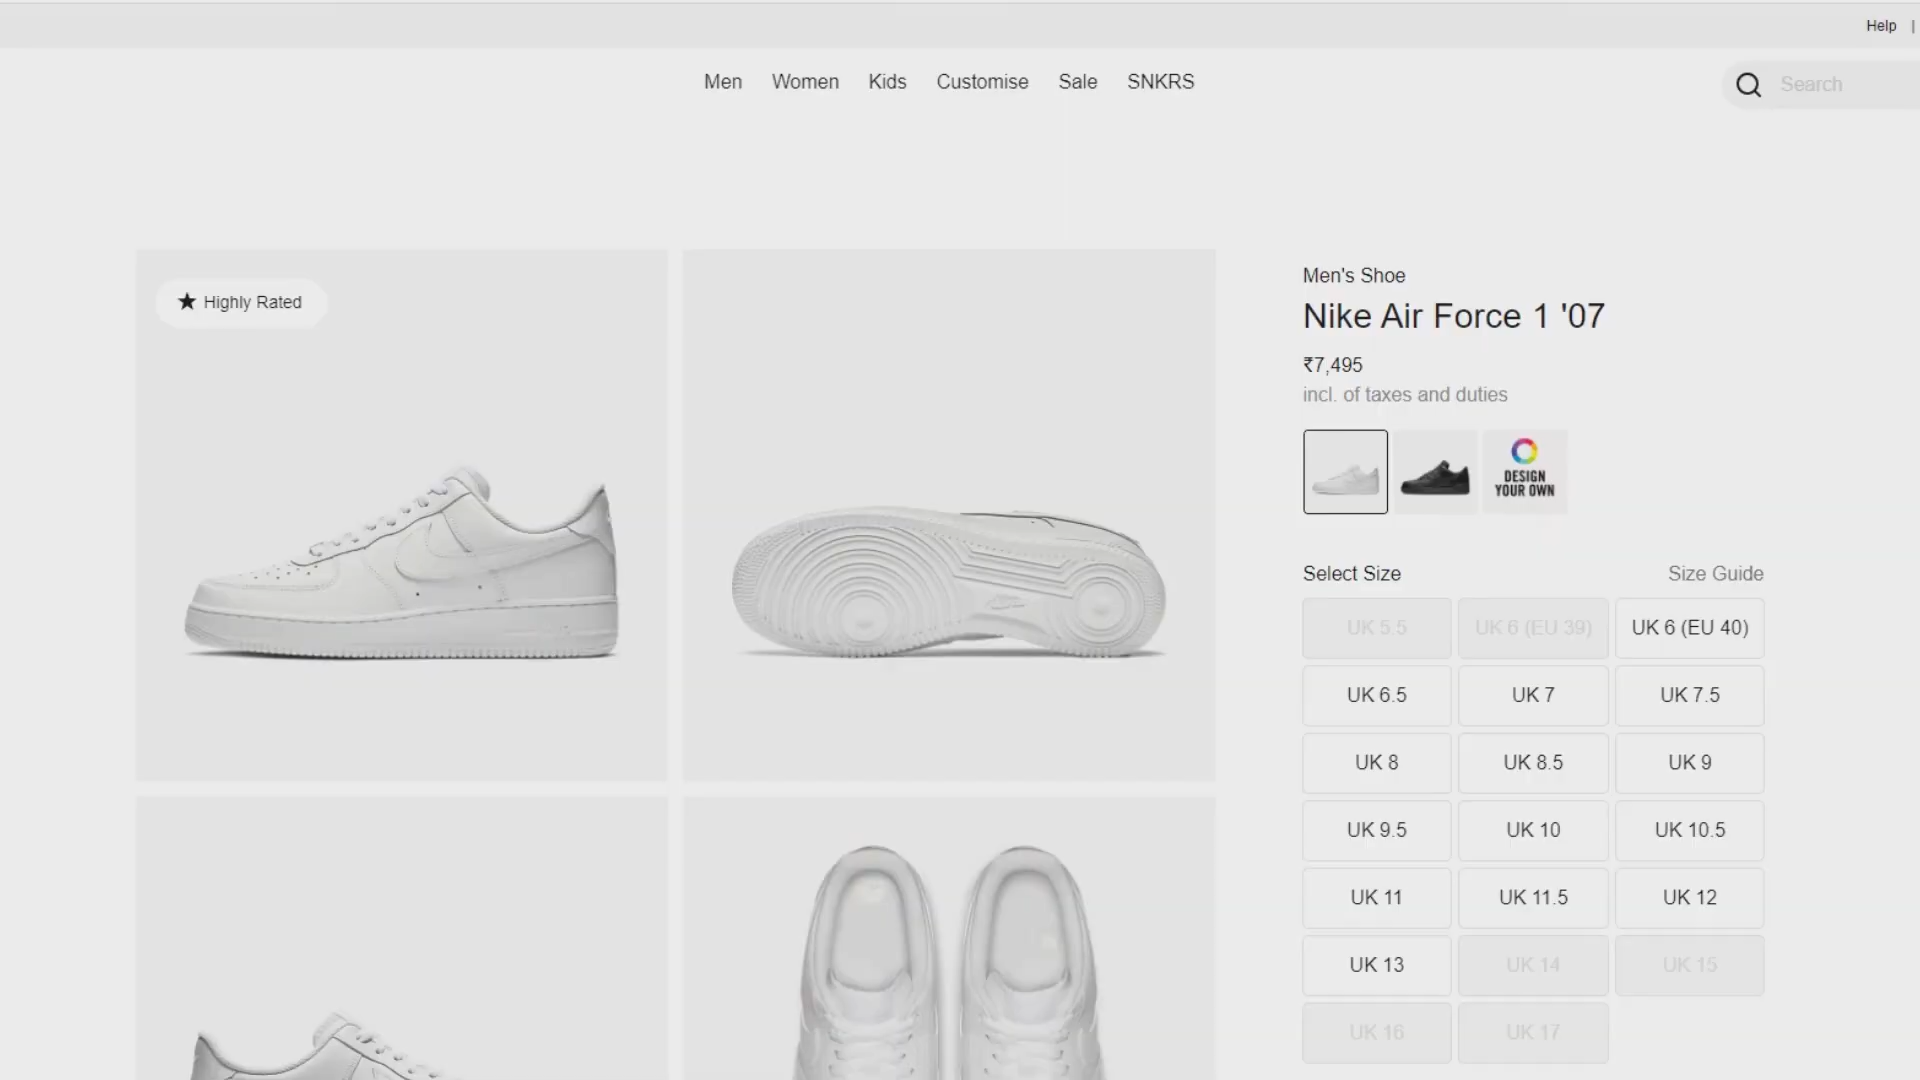 Help |
Men Women Kids Customise Sale SNKRS
Search
★ Highly Rated
Men's Shoe
Nike Air Force 1 '07
₹7,495
incl. of taxes and duties
DESIGN
YOUR OWN
Select Size Size Guide
UK 5.5 UK 6 (EU 39) UK 6 (EU 40)
UK 6.5 UK 7 UK 7.5
UK 8 UK 8.5 UK 9
UK 9.5 UK 10 UK 10.5
UK 11 UK 11.5 UK 12
UK 13 UK 14 UK 15
UK 16 UK 17